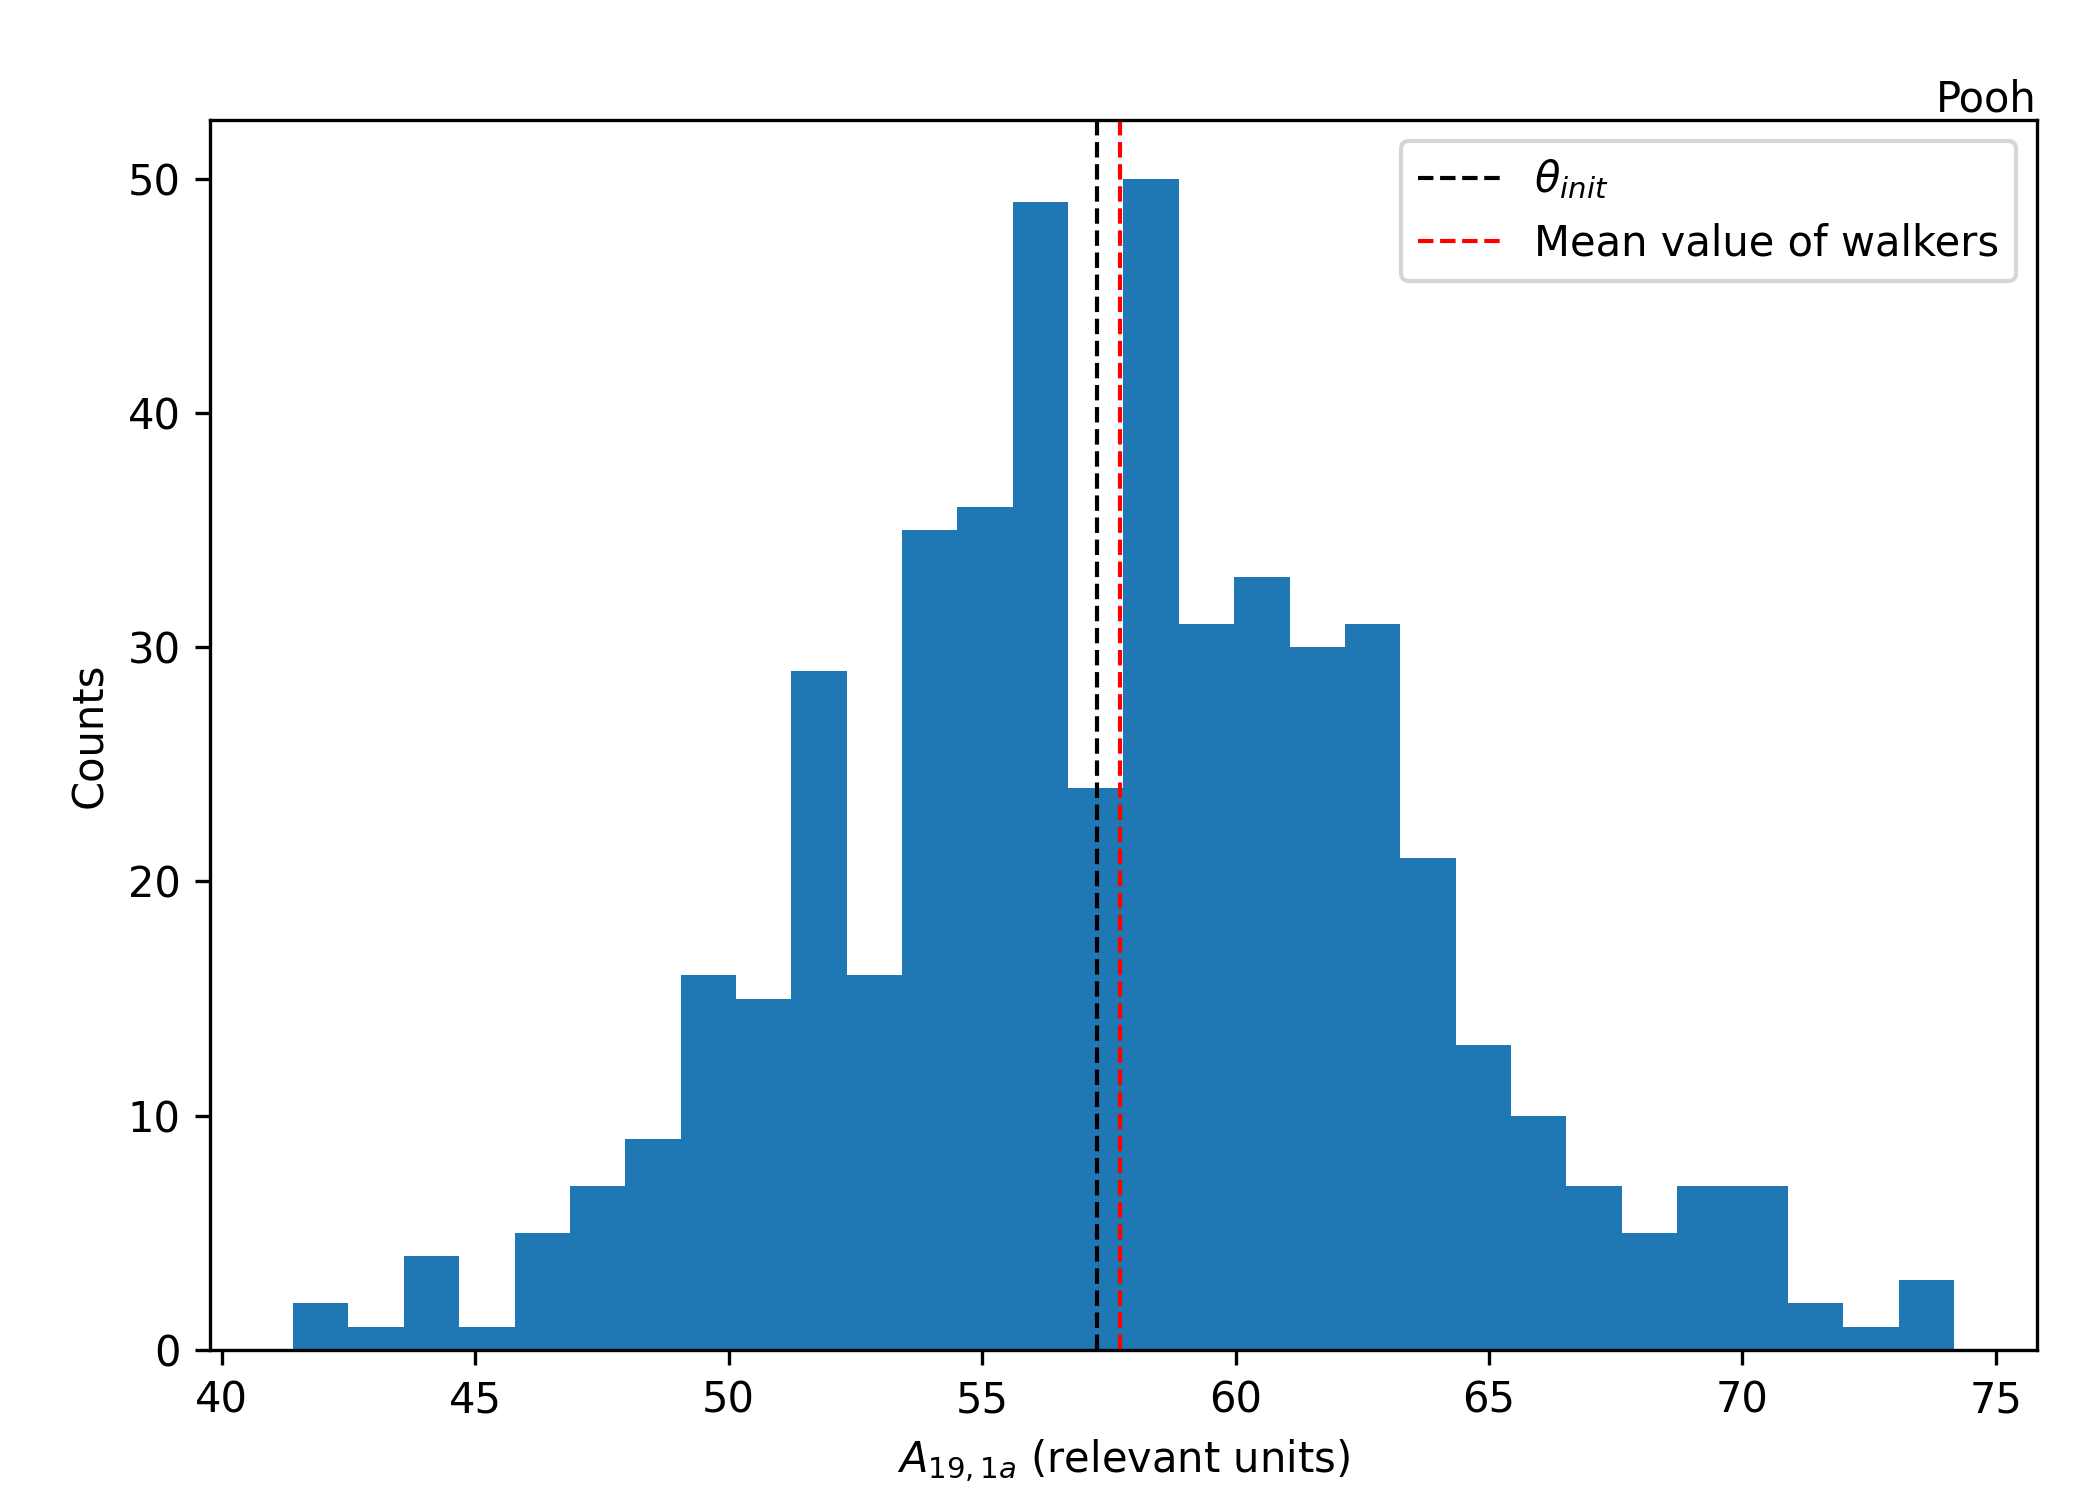 Pooh
θinit
Mean value of walkers
50
40
30
20
10
0
Counts
40 45 50 55 60 65 70 75
A19,1a (relevant units)